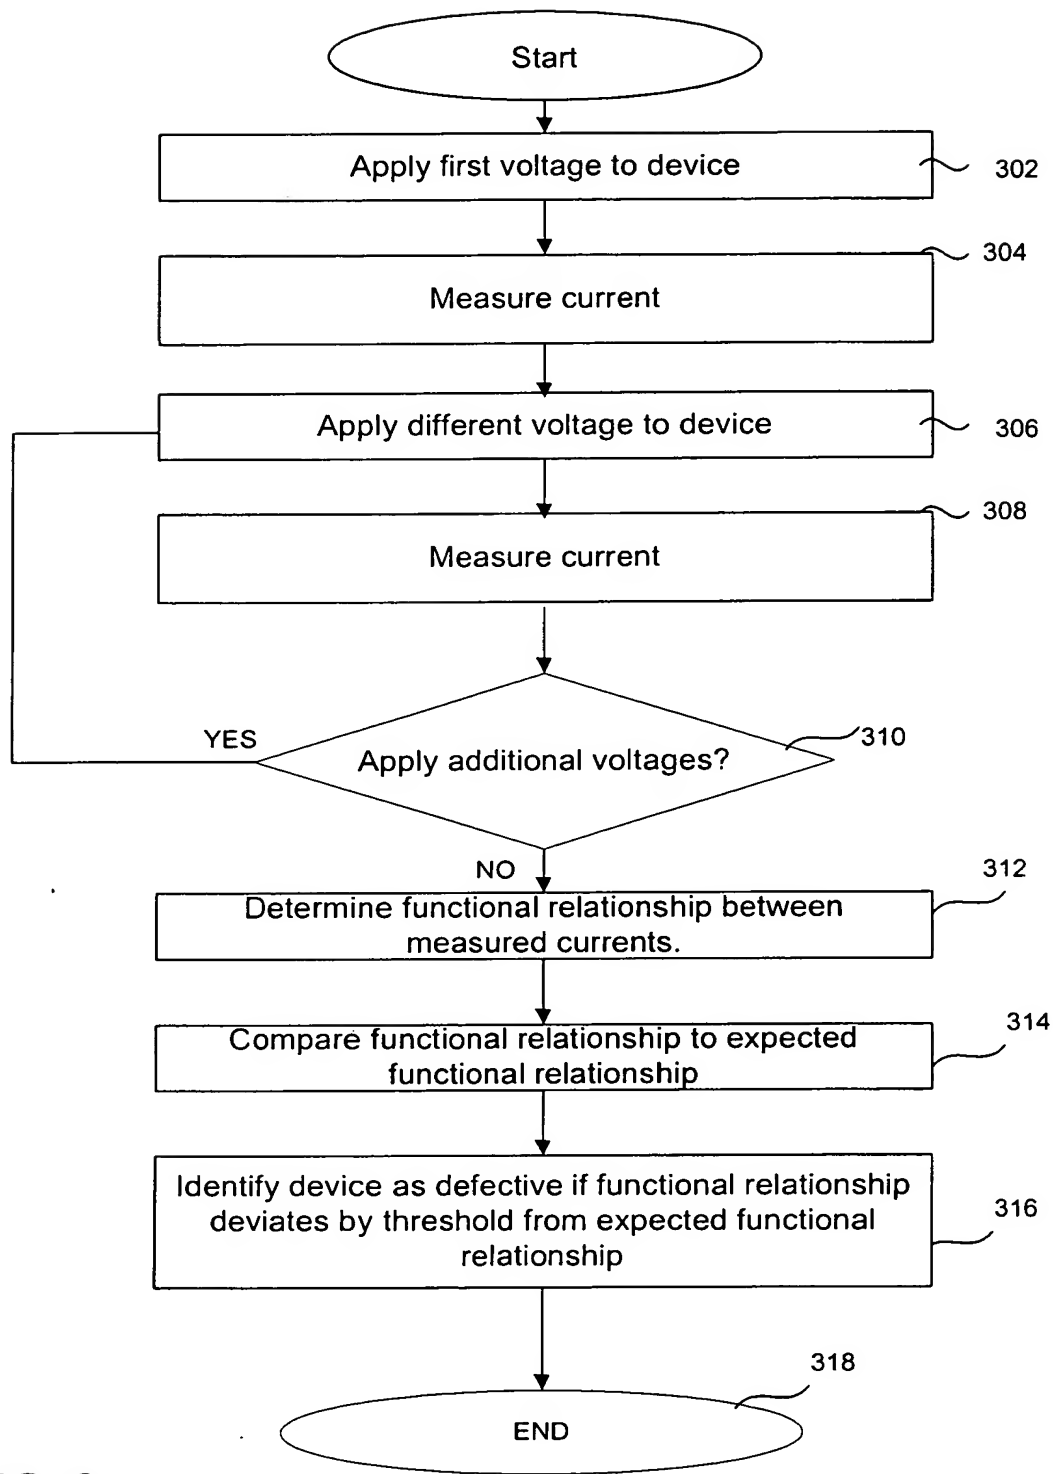 Start
Apply first voltage to device
302
304
Measure current
Apply different voltage to device
306
308
Measure current
YES
Apply additional voltages?
310
NO
312
Determine functional relationship between
measured currents.
314
Compare functional relationship to expected
functional relationship
Identify device as defective if functional relationship
deviates by threshold from expected functional
relationship
316
318
END